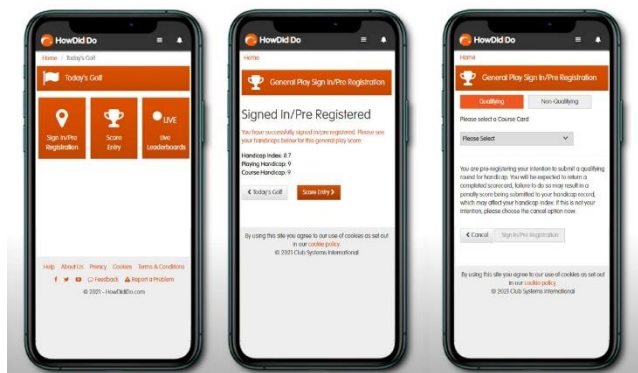 HowDidiDo
Home / Today's Golf
Today's Golf
Sign In/Pre
Registration
Score
Entry
LIVE
Live
Leaderboards
Help About Us Privacy Cookies Terms & Conditions
Feedback Report a Problem
© 2021 - HowDidiDo.com
HowDidiDo
Home
General Play Sign In/Pre Registration
Signed In/Pre Registered
You have successfully signed in/pre registered. Please see
your handicaps below for this general play score
Handicap Index: 8.7
Playing Handicap: 9
Course Handicap: 9
Today's Golf
Score Entry
By using this site you agree to our use of cookies as set out
in our cookie policy.
© 2021 Club Systems International
HowDidiDo
Home
General Play Sign In/Pre Registration
Qualifying
Non-Qualifying
Please select a Course Card
Please Select
You are pre-registering your intention to submit a qualifying
round for handicap. You will be expected to return a
completed scorecard, failure to do so may result in a
penalty score being submitted to your handicap record,
which may affect your handicap index. If this is not your
intention, please choose the cancel option now.
Cancel
Sign In/Pre-Registration
By using this site you agree to our use of cookies as set out
in our cookie policy.
© 2021 Club Systems International